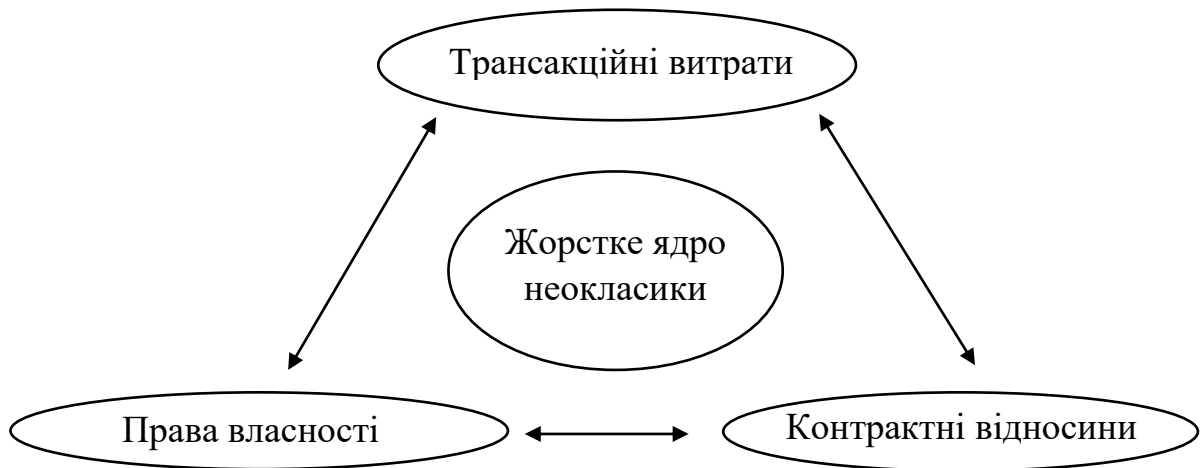 Трансакційні витрати
Жорстке ядро
неокласики
Права власності
Контрактні відносини